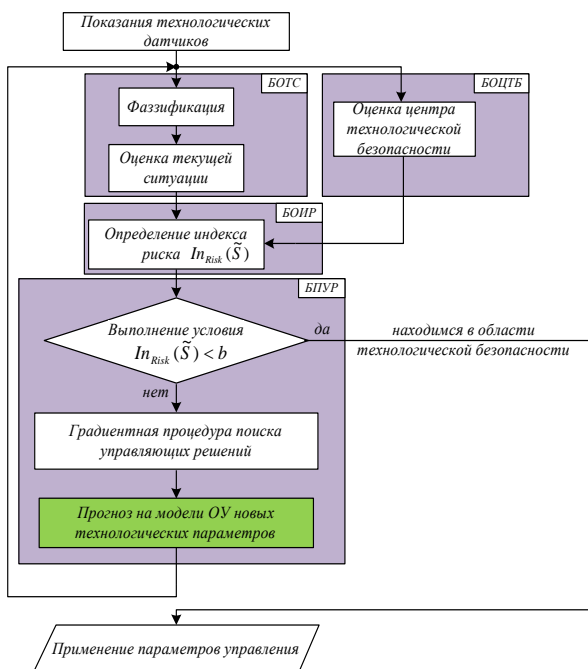 Показания технологических
датчиков
БОТС
БОЦТБ
Фаззификация
Оценка центра
технологической
безопасности
Оценка текущей
ситуации
БОИР
Определение индекса
риска In_Risk(S̃)
БПУР
Выполнение условия
In_Risk(S̃) < b
да
находимся в области
технологической безопасности
нет
Градиентная процедура поиска
управляющих решений
Прогноз на модели ОУ новых
технологических параметров
Применение параметров управления